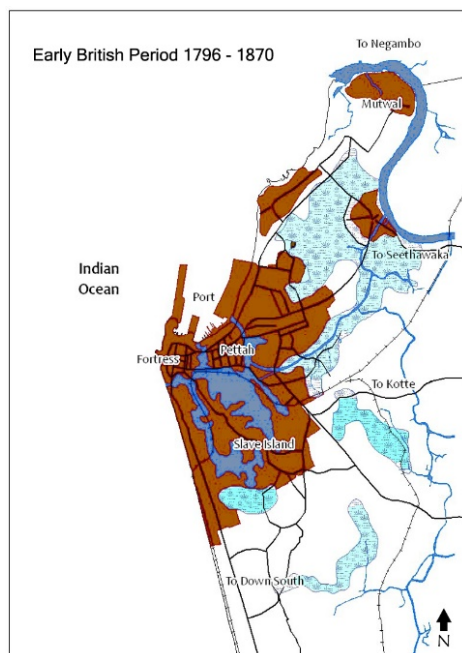 Early British Period 1796 - 1870
To Negambo
Mutwal
To Seethawaka
Indian
Ocean
Port
Pettah
Fortress
To Kotte
Slave Island
To Down South
N